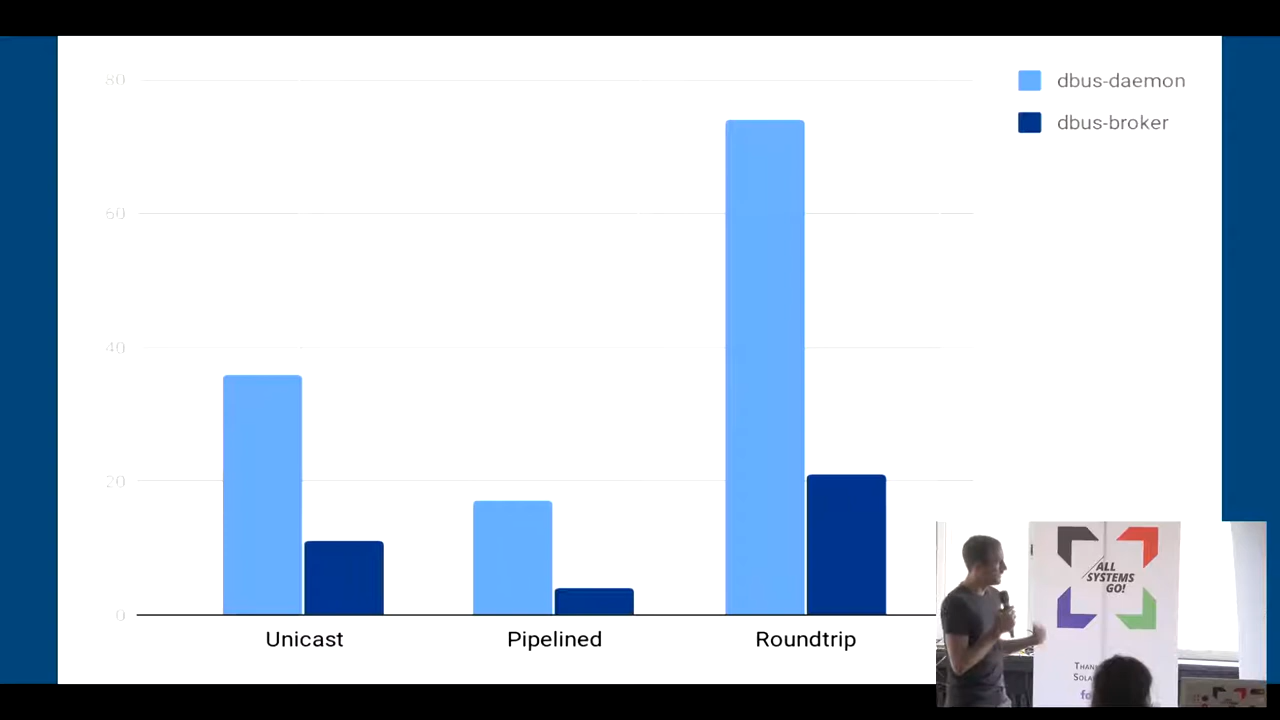 80
60
40
20
0
Unicast
Pipelined
Roundtrip
dbus-daemon
dbus-broker
ALL
SYSTEMS
GO!